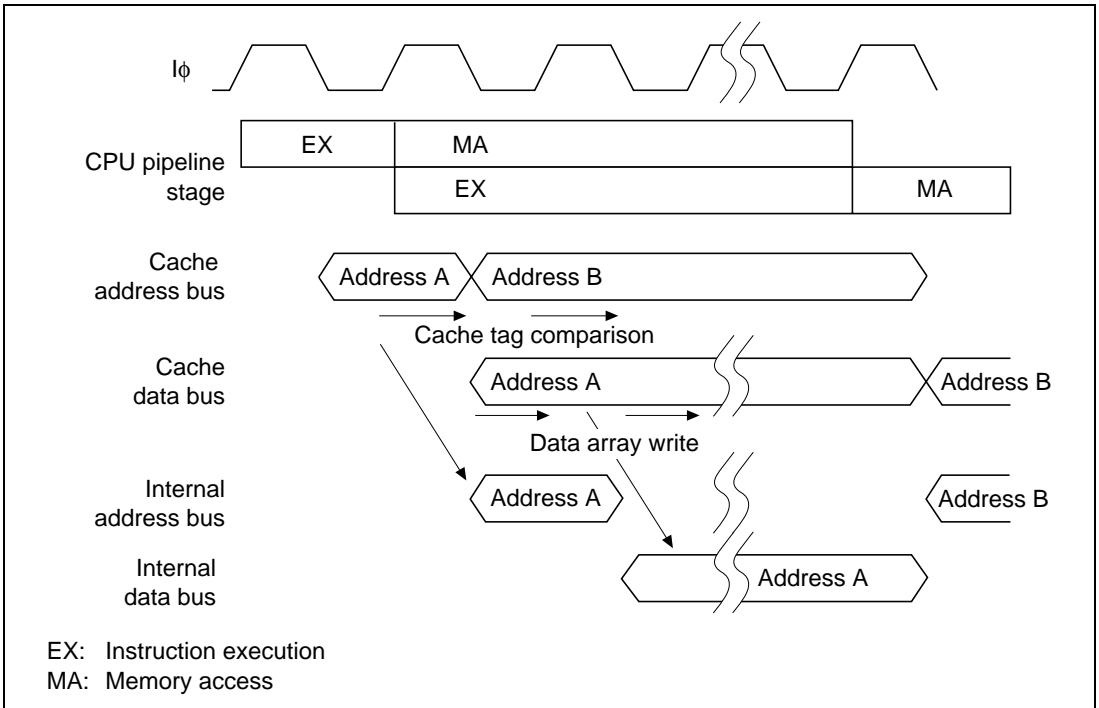 Iϕ
CPU pipeline
stage
EX MA
EX MA
Cache
address bus
Address A Address B
Cache tag comparison
Cache
data bus
Address A Address B
Data array write
Internal
address bus
Address A Address B
Internal
data bus
Address A
EX: Instruction execution
MA: Memory access